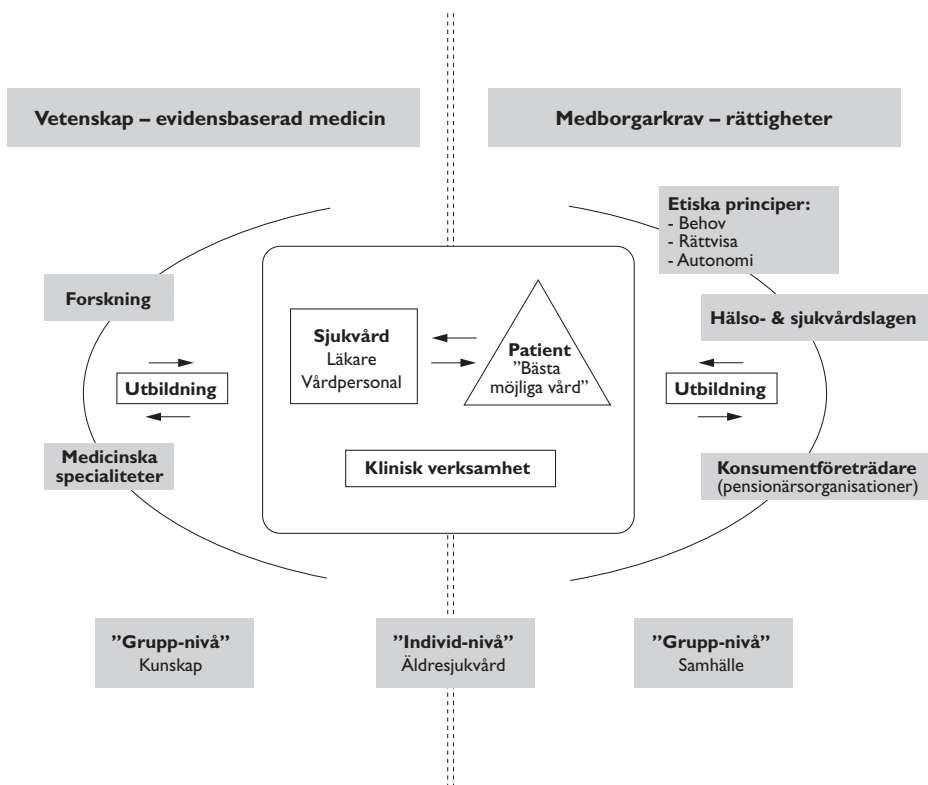 Vetenskap – evidensbaserad medicin
Medborgarkrav – rättigheter
Etiska principer:
- Behov
- Rättvisa
- Autonomi
Forskning
Hälso- & sjukvårdslagen
Sjukvård
Läkare
Vårdpersonal
Patient
”Bästa
möjliga vård”
Utbildning
Utbildning
Medicinska
specialiteter
Klinisk verksamhet
Konsumentföreträdare
(pensionärsorganisationer)
”Grupp-nivå”
Kunskap
”Individ-nivå”
Äldresjukvård
”Grupp-nivå”
Samhälle